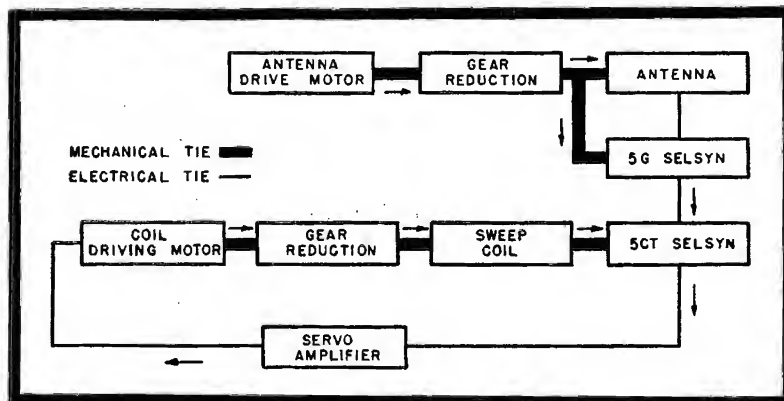 ANTENNA
DRIVE MOTOR
GEAR
REDUCTION
ANTENNA
MECHANICAL TIE
ELECTRICAL TIE
5G SELSYN
COIL
DRIVING MOTOR
GEAR
REDUCTION
SWEEP
COIL
5CT SELSYN
SERVO
AMPLIFIER